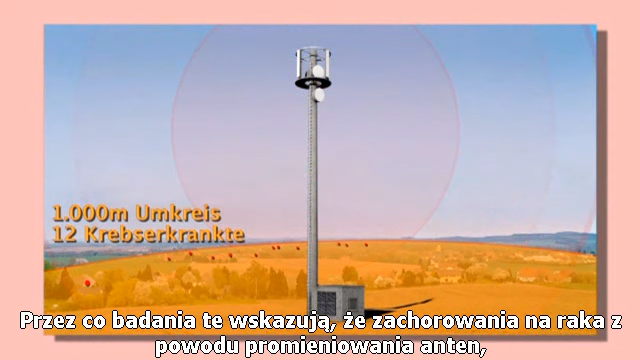 1.000m Umkreis
12 Krebserkrankte
Przez co badania te wskazują, że zachorowania na raka z
powodu promieniowania anten,